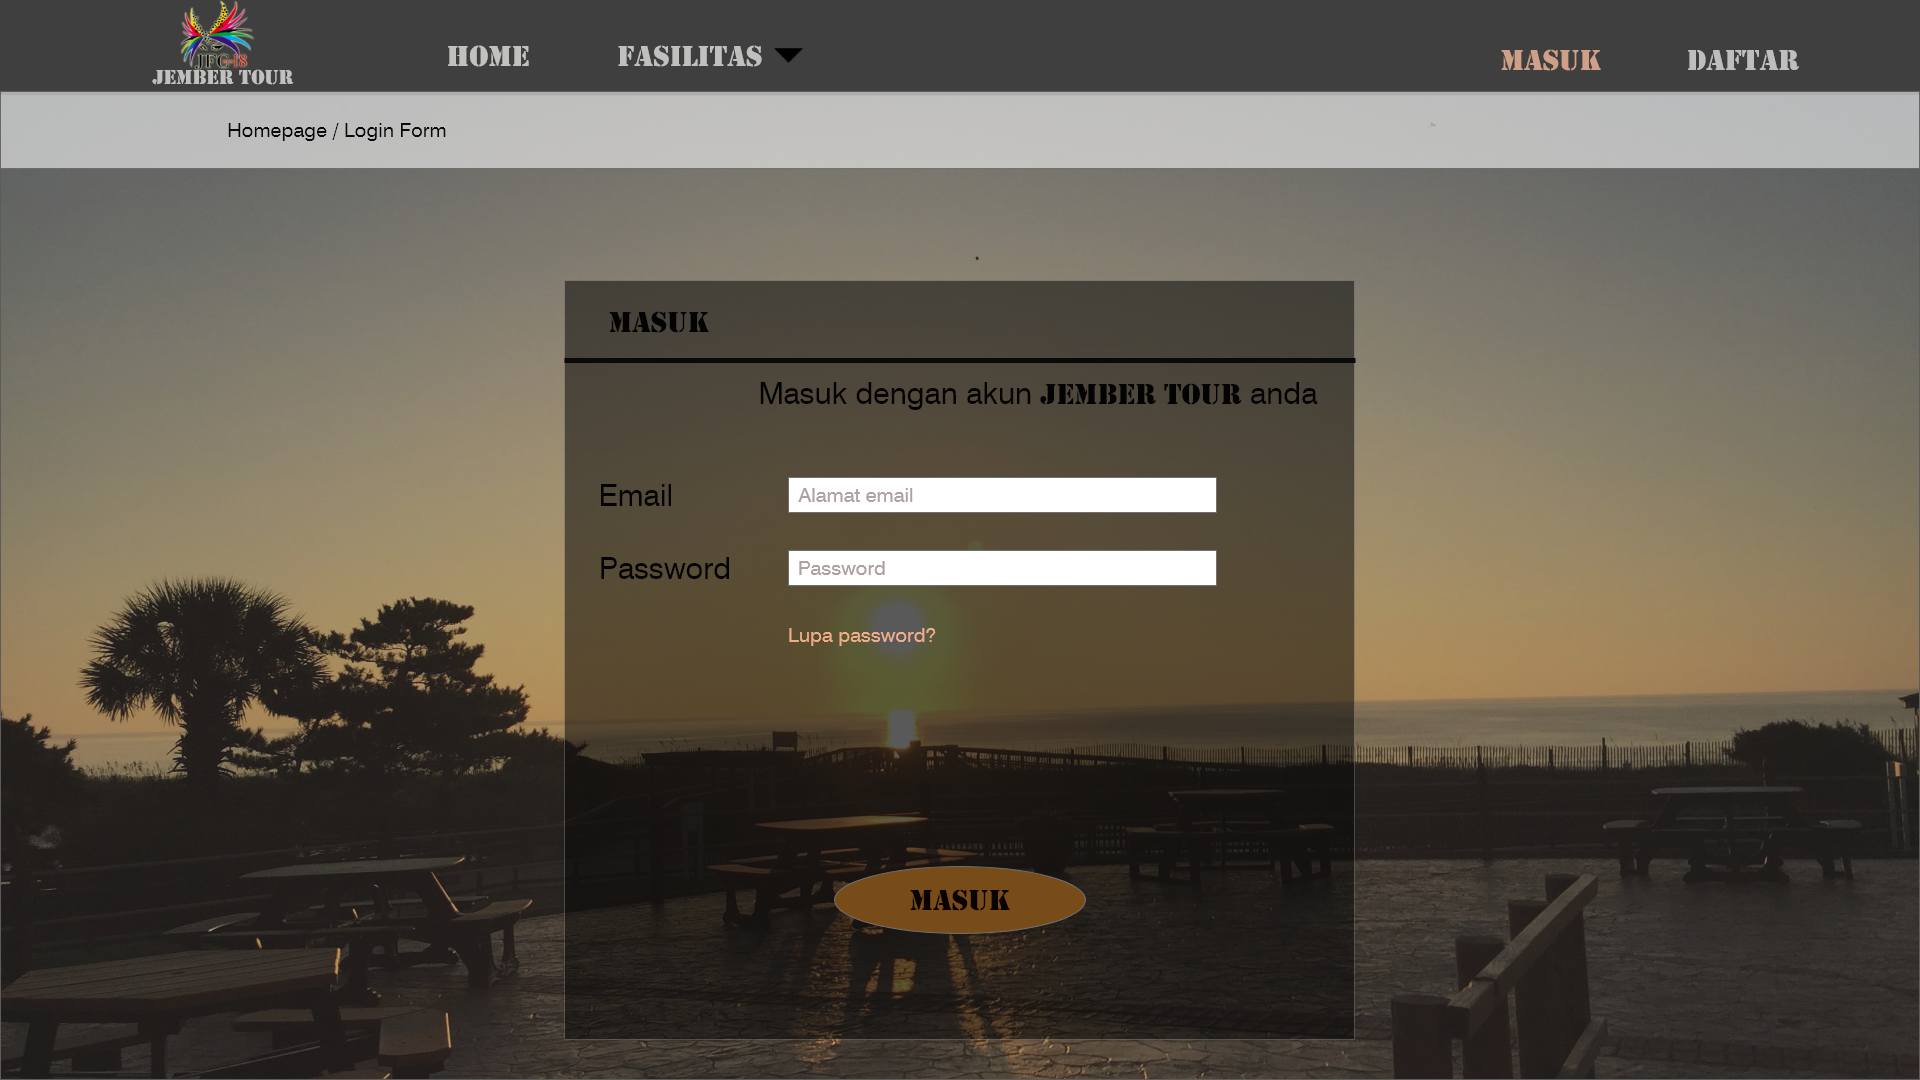 JFC 18
JEMBER TOUR
HOME
FASILITAS
MASUK
DAFTAR
Homepage / Login Form
MASUK
Masuk dengan akun JEMBER TOUR anda
Email
Alamat email
Password
Password
Lupa password?
MASUK